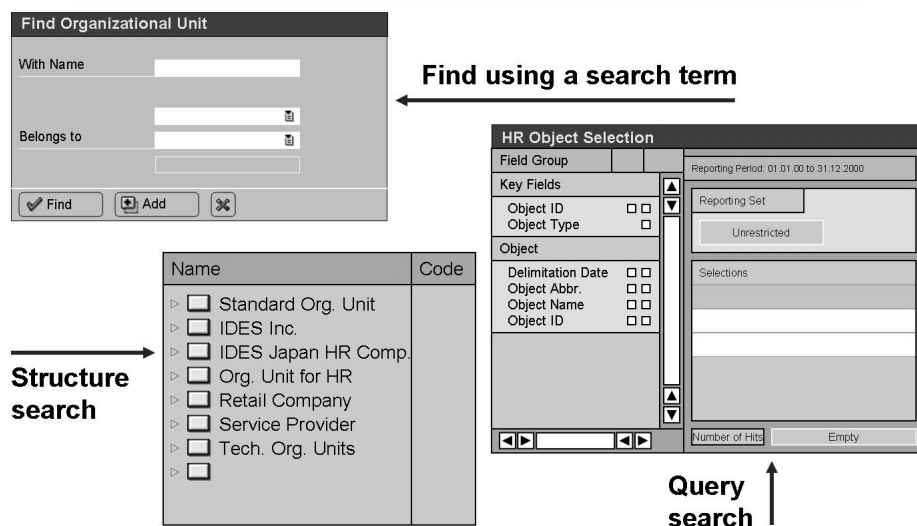 Find Organizational Unit
With Name
Belongs to
Find
Add
Find using a search term
HR Object Selection
Field Group
Key Fields
Object ID
Object Type
Object
Delimitation Date
Object Abbr.
Object Name
Object ID
Reporting Period: 01.01.00 to 31.12.2000
Reporting Set
Unrestricted
Selections
Number of Hits
Empty
Structure
search
Name Code
Standard Org. Unit
IDES Inc.
IDES Japan HR Comp.
Org. Unit for HR
Retail Company
Service Provider
Tech. Org. Units
Query
search